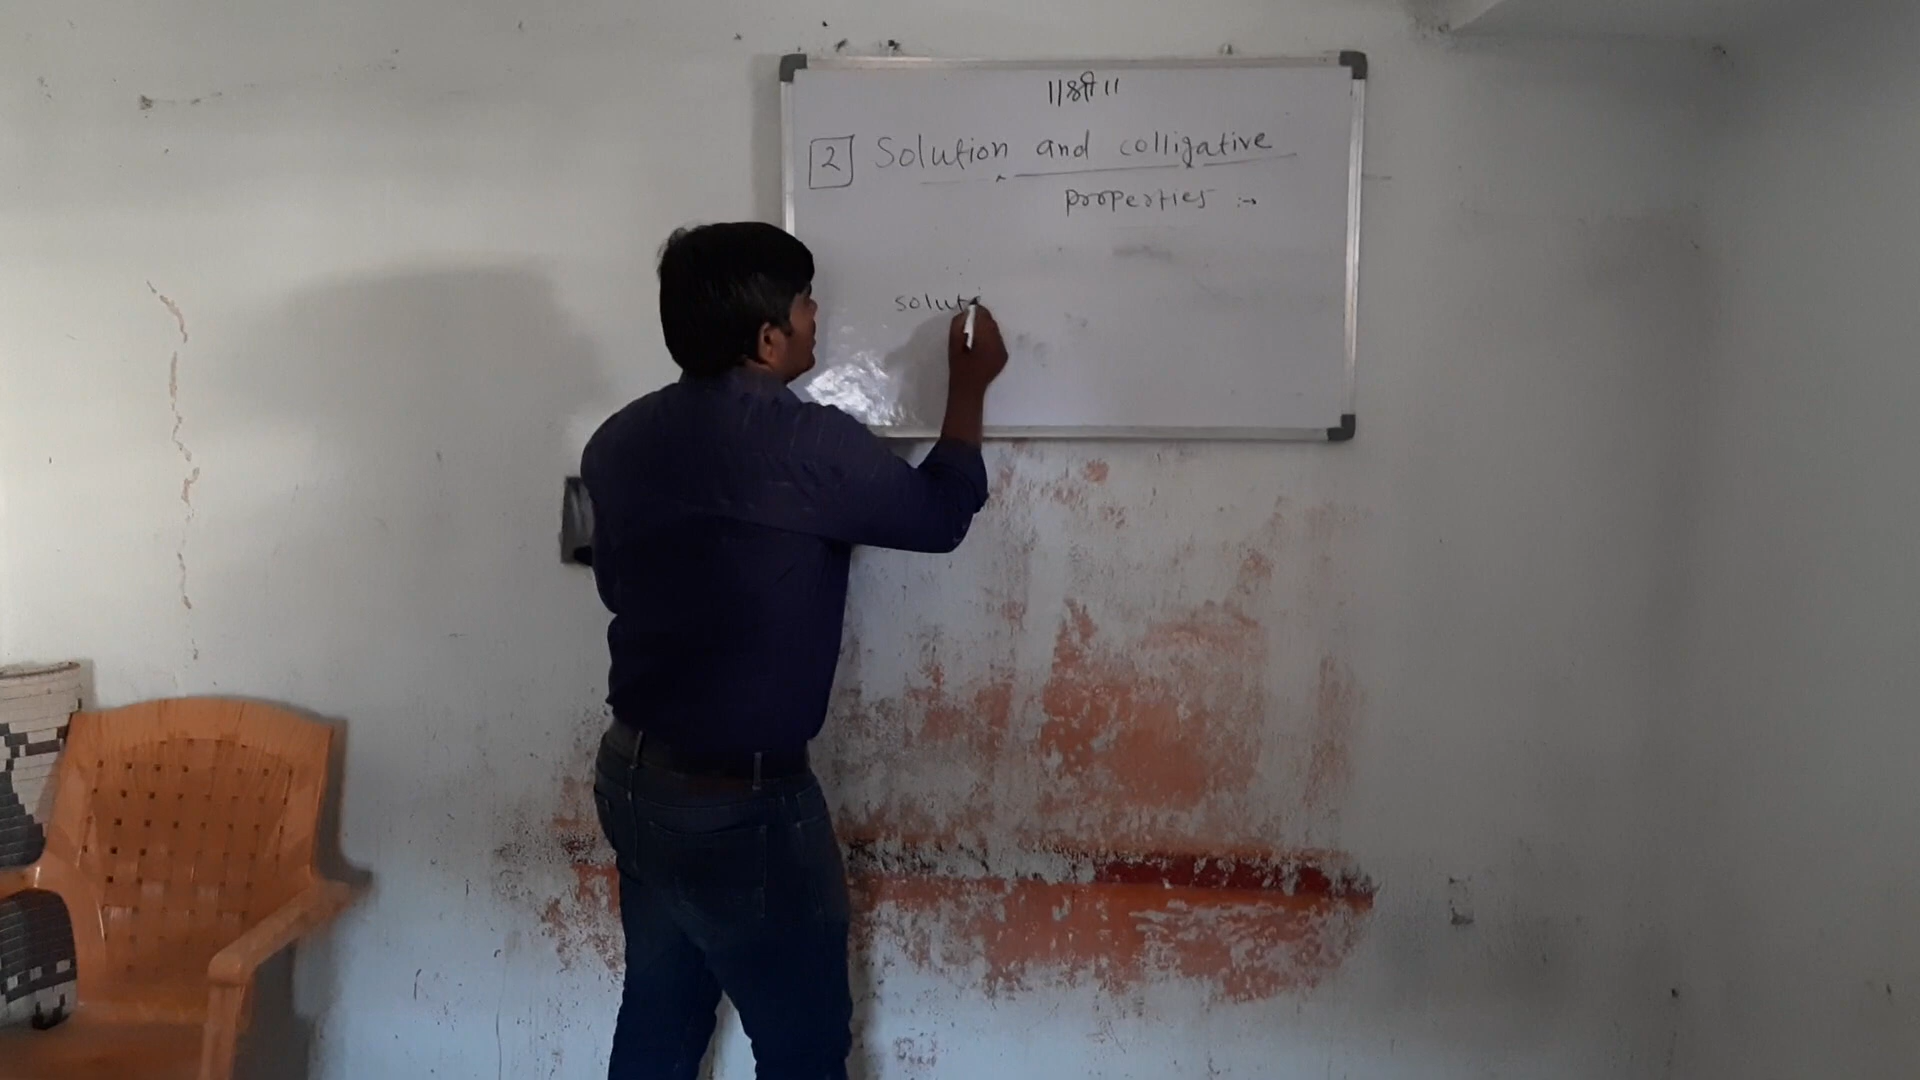 ॥श्री॥
2 Solution and colligative
properties :→
soluti